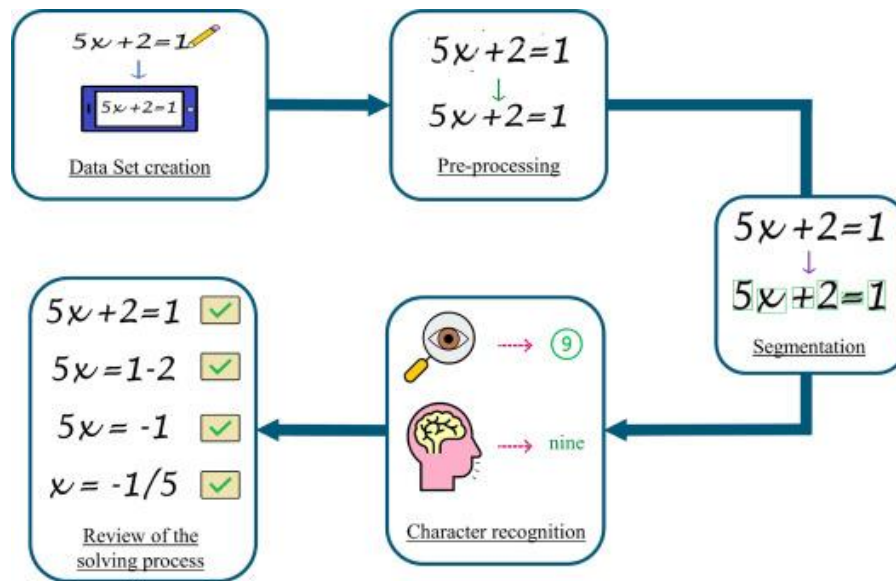 5x+2=1
5x+2=1
Data Set creation
5x+2=1
5x+2=1
Pre-processing
5x+2=1
5x+2=1
Segmentation
9
nine
Character recognition
5x+2=1
5x=1-2
5x= -1
x= -1/5
Review of the
solving process